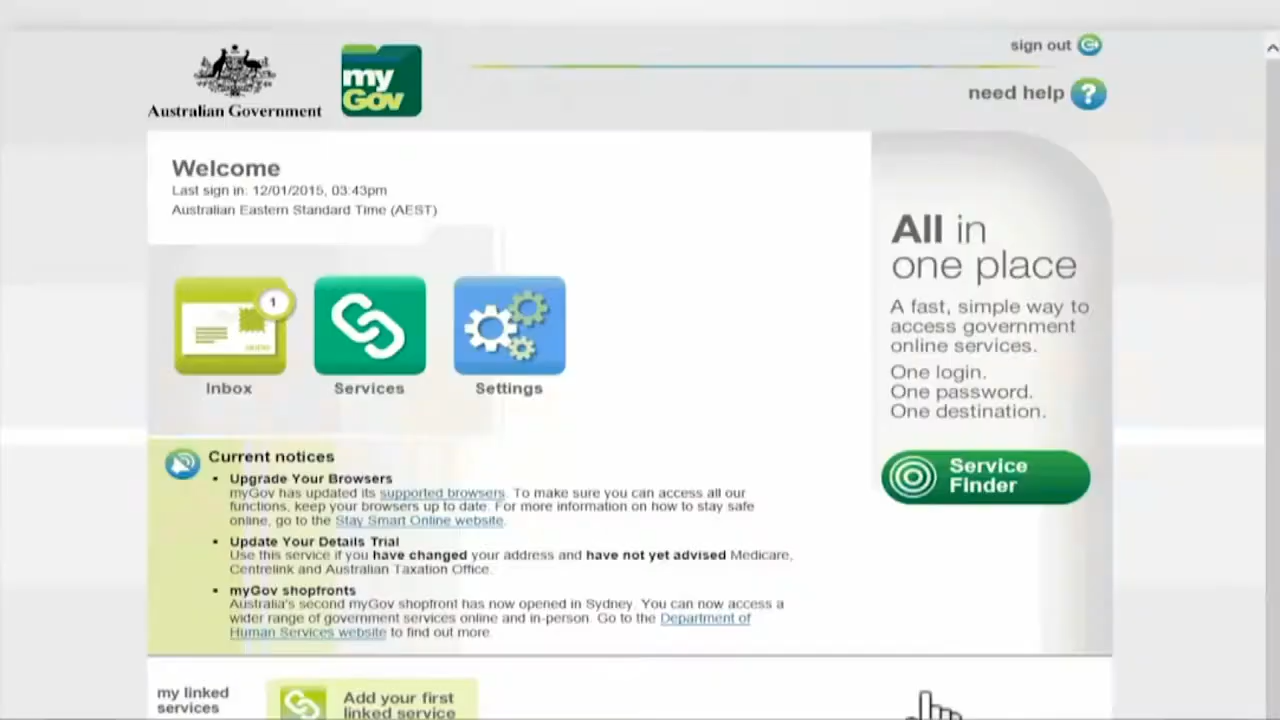 sign out
Australian Government
my
Gov
need help ?
Welcome
Last sign in: 12/01/2015, 03:43pm
Australian Eastern Standard Time (AEST)
1
Inbox
Services
Settings
All in
one place
A fast, simple way to
access government
online services.
One login.
One password.
One destination.
Service
Finder
Current notices
• Upgrade Your Browsers
myGov has updated its supported browsers. To make sure you can access all our
functions, keep your browsers up to date. For more information on how to stay safe
online, go to the Stay Smart Online website.
• Update Your Details Trial
Use this service if you have changed your address and have not yet advised Medicare,
Centrelink and Australian Taxation Office.
• myGov shopfronts
Australia's second myGov shopfront has now opened in Sydney. You can now access a
wider range of government services online and in-person. Go to the Department of
Human Services website to find out more.
my linked
services
Add your first
linked service